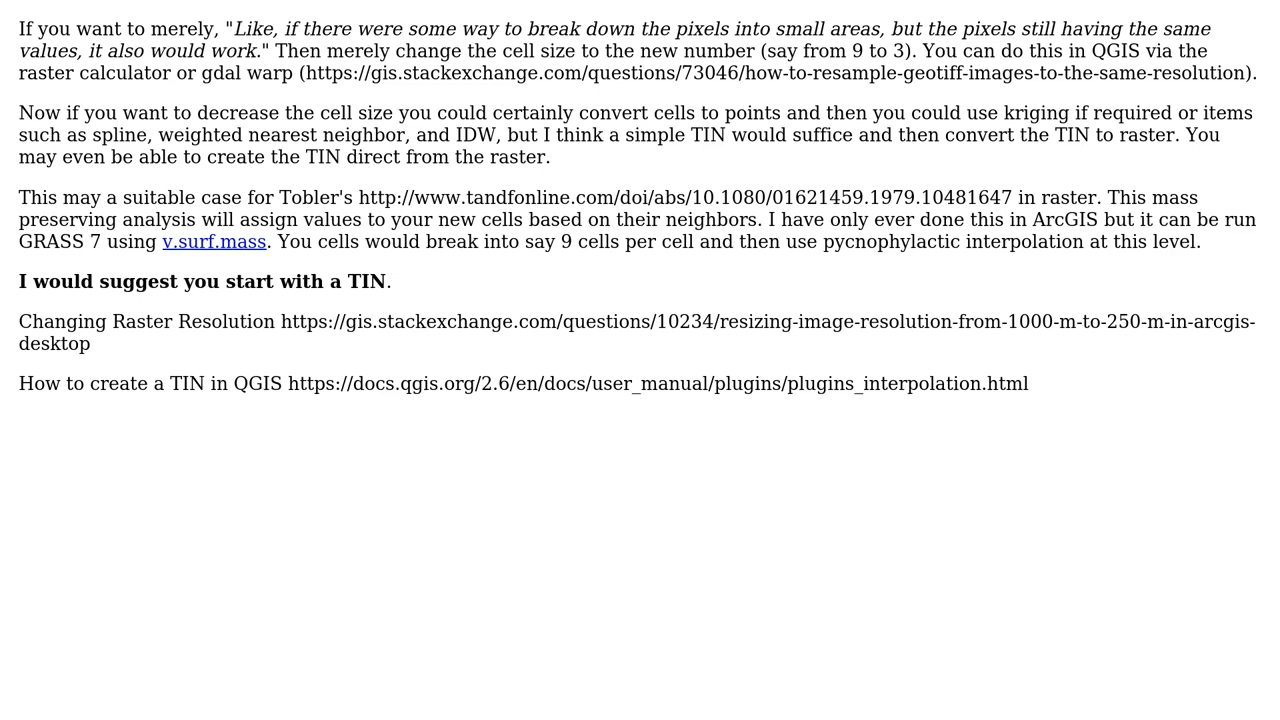 If you want to merely, "Like, if there were some way to break down the pixels into small areas, but the pixels still having the same
values, it also would work." Then merely change the cell size to the new number (say from 9 to 3). You can do this in QGIS via the
raster calculator or gdal warp (https://gis.stackexchange.com/questions/73046/how-to-resample-geotiff-images-to-the-same-resolution).
Now if you want to decrease the cell size you could certainly convert cells to points and then you could use kriging if required or items
such as spline, weighted nearest neighbor, and IDW, but I think a simple TIN would suffice and then convert the TIN to raster. You
may even be able to create the TIN direct from the raster.
This may a suitable case for Tobler's http://www.tandfonline.com/doi/abs/10.1080/01621459.1979.10481647 in raster. This mass
preserving analysis will assign values to your new cells based on their neighbors. I have only ever done this in ArcGIS but it can be run
GRASS 7 using v.surf.mass. You cells would break into say 9 cells per cell and then use pycnophylactic interpolation at this level.
I would suggest you start with a TIN.
Changing Raster Resolution https://gis.stackexchange.com/questions/10234/resizing-image-resolution-from-1000-m-to-250-m-in-arcgis-
desktop
How to create a TIN in QGIS https://docs.qgis.org/2.6/en/docs/user_manual/plugins/plugins_interpolation.html